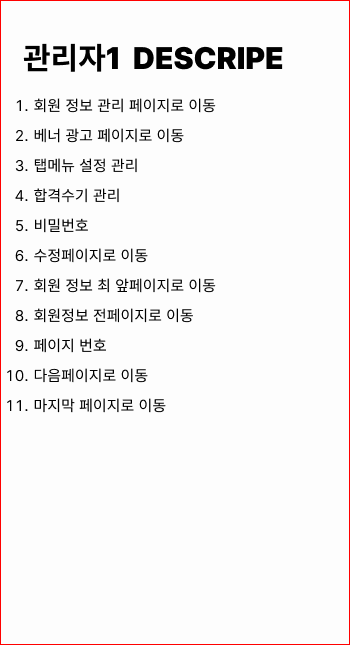 관리자1 DESCRIPE
1. 회원 정보 관리 페이지로 이동
2. 베너 광고 페이지로 이동
3. 탭메뉴 설정 관리
4. 합격수기 관리
5. 비밀번호
6. 수정페이지로 이동
7. 회원 정보 최 앞페이지로 이동
8. 회원정보 전페이지로 이동
9. 페이지 번호
10. 다음페이지로 이동
11. 마지막 페이지로 이동